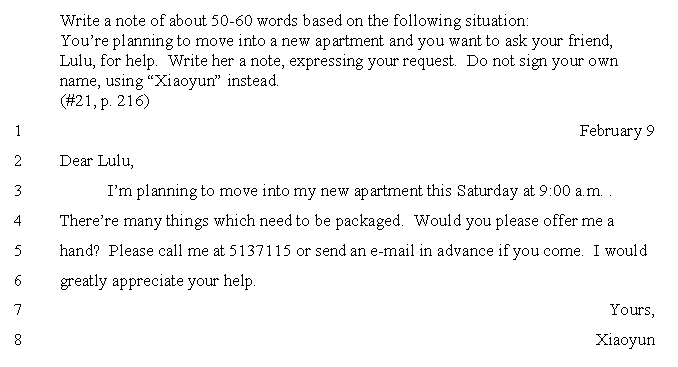 Write a note of about 50-60 words based on the following situation:
You’re planning to move into a new apartment and you want to ask your friend,
Lulu, for help.  Write her a note, expressing your request.  Do not sign your own
name, using “Xiaoyun” instead.
(#21, p. 216)
1 February 9
2 Dear Lulu,
3 I’m planning to move into my new apartment this Saturday at 9:00 a.m. .
4 There’re many things which need to be packaged.  Would you please offer me a
5 hand?  Please call me at 5137115 or send an e-mail in advance if you come.  I would
6 greatly appreciate your help.
7 Yours,
8 Xiaoyun